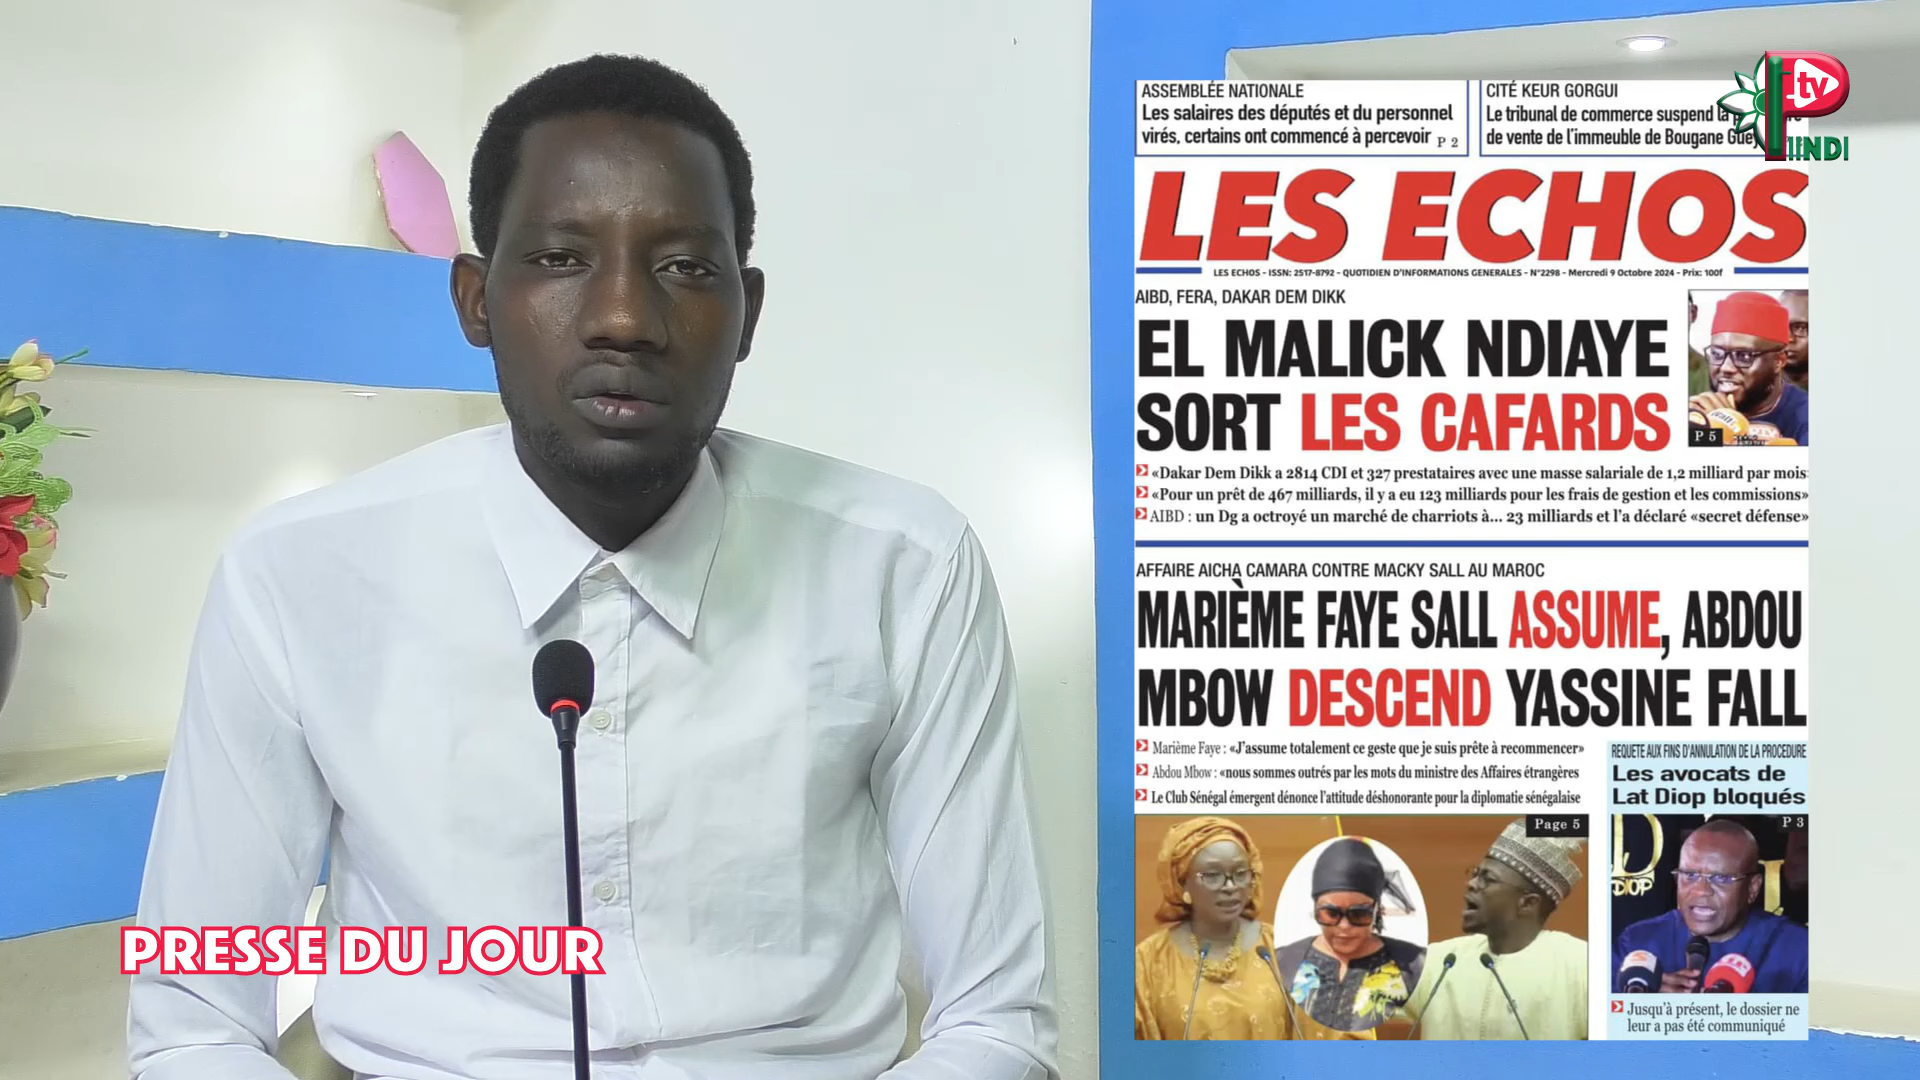 ASSEMBLÉE NATIONALE
Les salaires des députés et du personnel
virés, certains ont commencé à percevoir P 2
CITÉ KEUR GORGUI
Le tribunal de commerce suspend la
de vente de l'immeuble de Bougane
tv
PIINDI
LES ECHOS
LES ECHOS - ISSN: 2517-8792 - QUOTIDIEN D'INFORMATIONS GENERALES - N°2298 - Mercredi 9 Octobre 2024 - Prix: 100f
AIBD, FERA, DAKAR DEM DIKK
EL MALICK NDIAYE
SORT LES CAFARDS
P 5
«Dakar Dem Dikk a 2814 CDI et 327 prestataires avec une masse salariale de 1,2 milliard par mois
«Pour un prêt de 467 milliards, il y a eu 123 milliards pour les frais de gestion et les commissions»
AIBD : un Dg a octroyé un marché de charriots à... 23 milliards et l'a déclaré «secret défense»
AFFAIRE AICHA CAMARA CONTRE MACKY SALL AU MAROC
MARIÈME FAYE SALL ASSUME, ABDOU
MBOW DESCEND YASSINE FALL
Marième Faye : «J'assume totalement ce geste que je suis prête à recommencer»
Abdou Mbow : «nous sommes outrés par les mots du ministre des Affaires étrangères
Le Club Sénégal émergent dénonce l'attitude déshonorante pour la diplomatie sénégalaise
Page 5
REQUETE AUX FINS D'ANNULATION DE LA PROCEDURE
Les avocats de
Lat Diop bloqués
P 3
DIOP
Jusqu'à présent, le dossier ne
leur a pas été communiqué
PRESSE DU JOUR